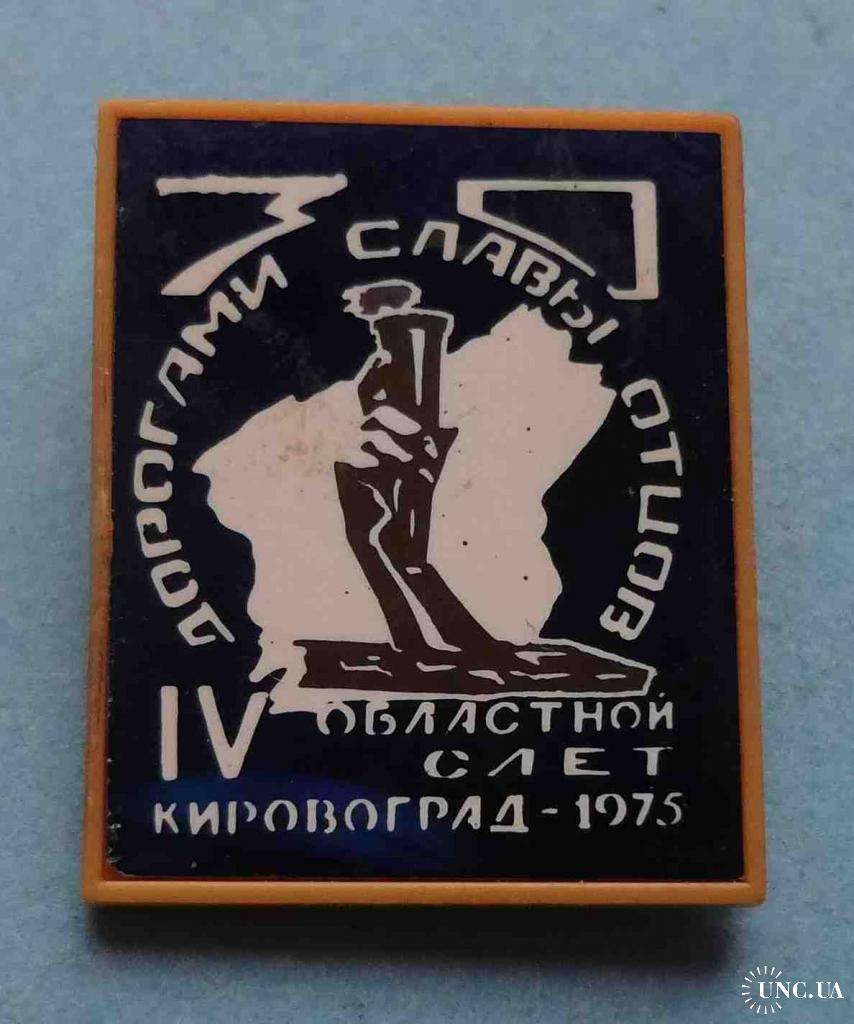 30
ДОРОГАМИ СЛАВЫ ОТЦОВ
IV ОБЛАСТНОЙ
СЛЕТ
КИРОВОГРАД - 1975
UNC.UA